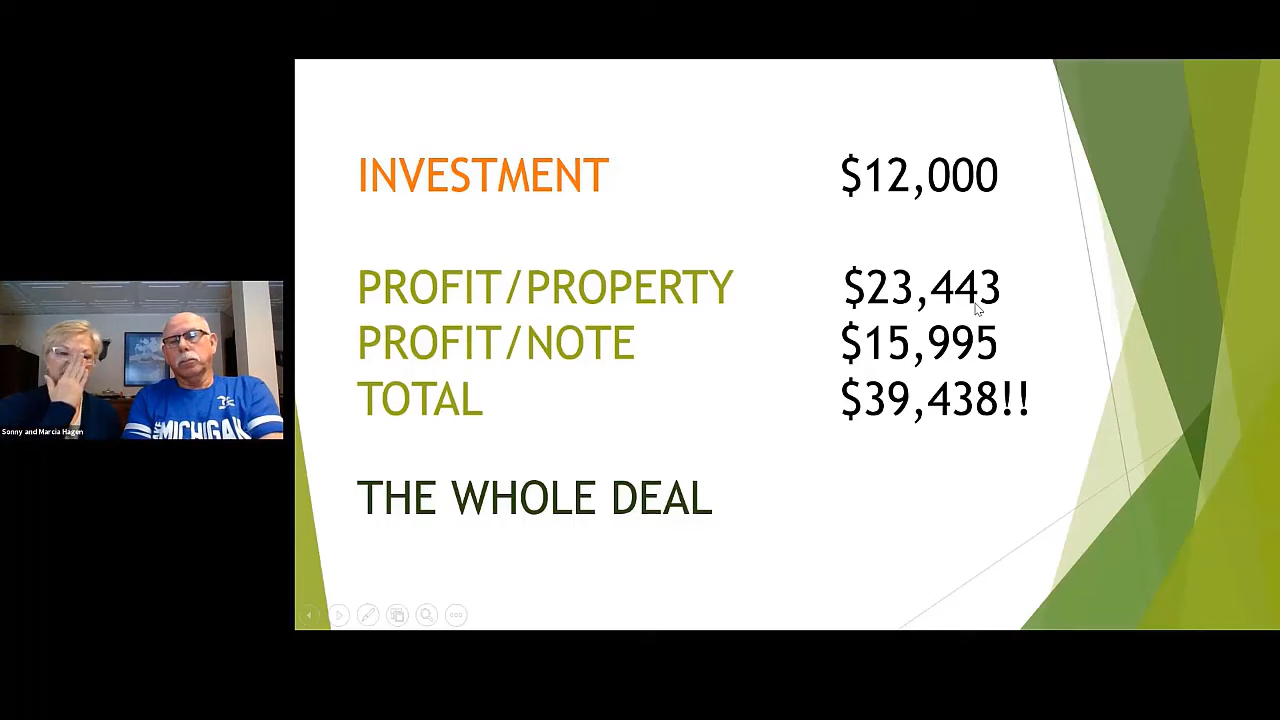 INVESTMENT $12,000
PROFIT/PROPERTY $23,443
PROFIT/NOTE $15,995
TOTAL $39,438!!
THE WHOLE DEAL
MICHIGAN
Sonny and Marcia Hagen